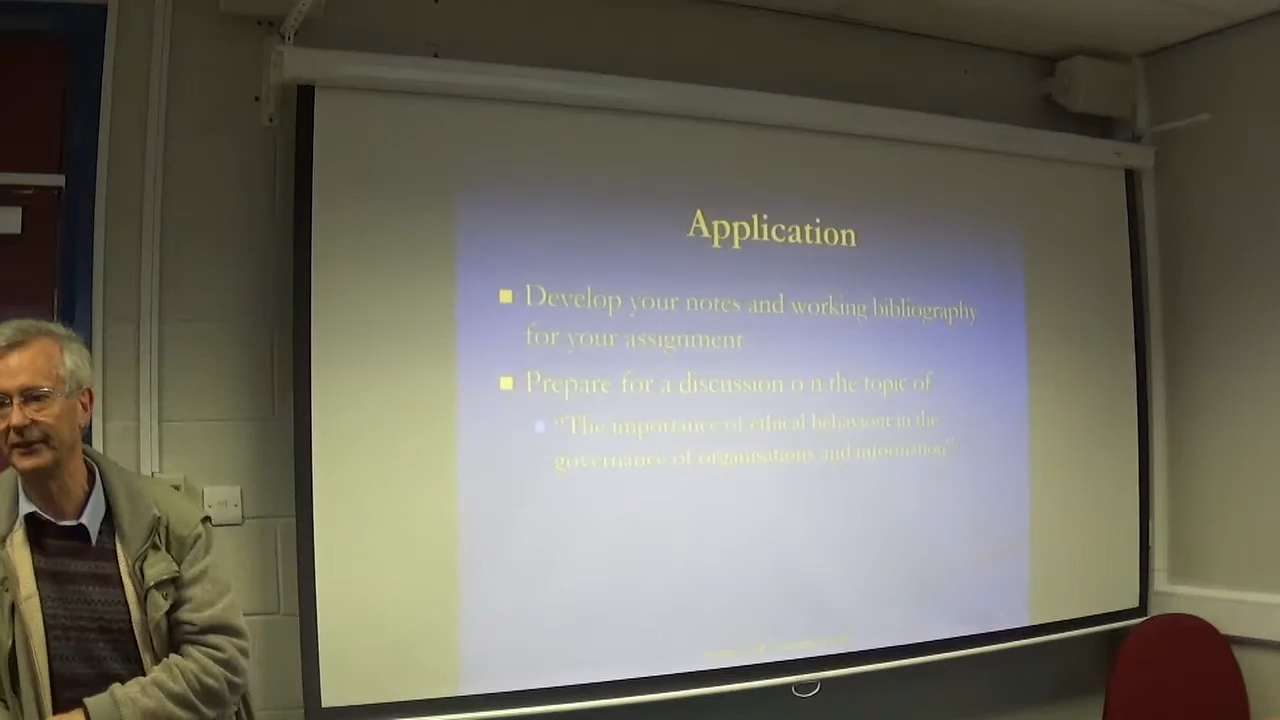 Application
Develop your notes and working bibliography
for your assignment
Prepare for a discussion o n the topic of
"The importance of ethical behaviour in the
governance of organisations and information"